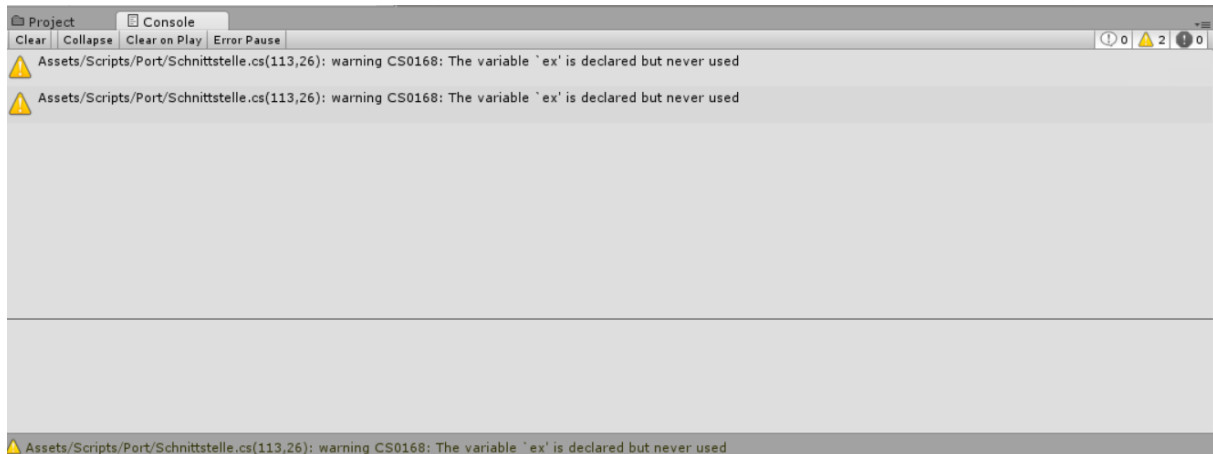 Project Console
Clear Collapse Clear on Play Error Pause 0 2 0
Assets/Scripts/Port/Schnittstelle.cs(113,26): warning CS0168: The variable `ex' is declared but never used
Assets/Scripts/Port/Schnittstelle.cs(113,26): warning CS0168: The variable `ex' is declared but never used
Assets/Scripts/Port/Schnittstelle.cs(113,26): warning CS0168: The variable `ex' is declared but never used